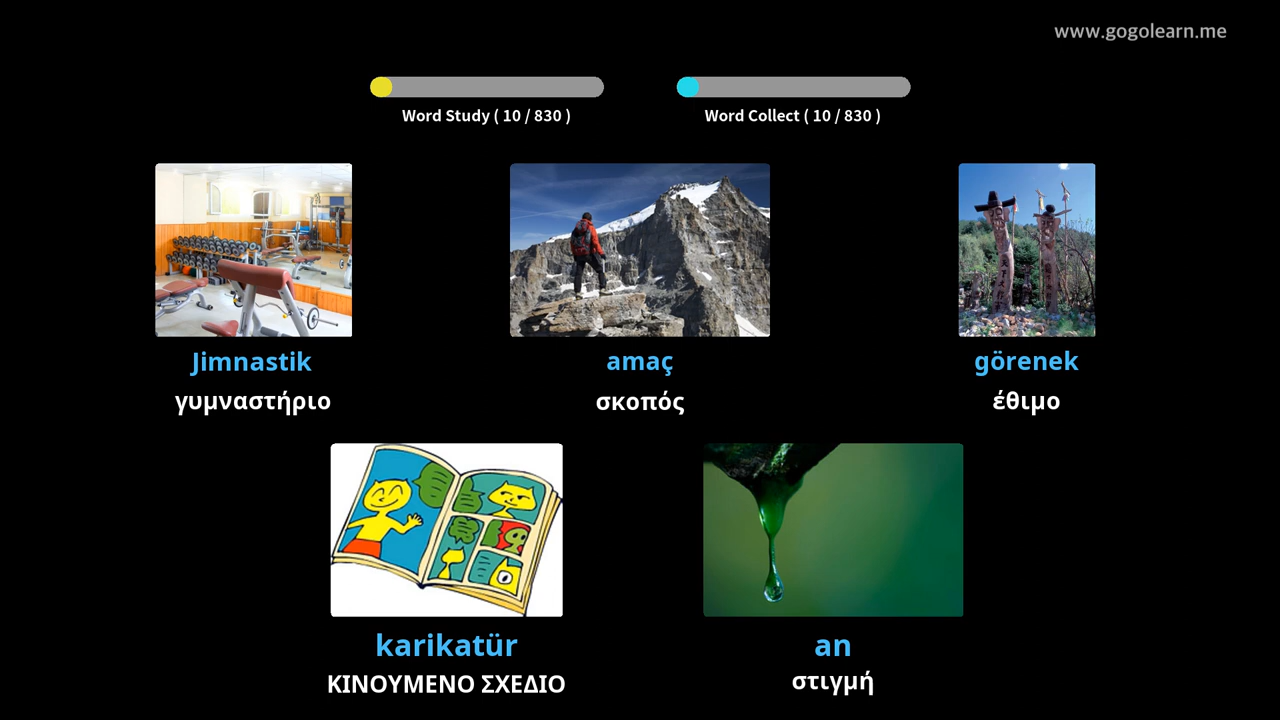 www.gogolearn.me
Word Study ( 10 / 830 )
Word Collect ( 10 / 830 )
Jimnastik
γυμναστήριο
amaç
σκοπός
görenek
έθιμο
karikatür
ΚΙΝΟΥΜΕΝΟ ΣΧΕΔΙΟ
an
στιγμή